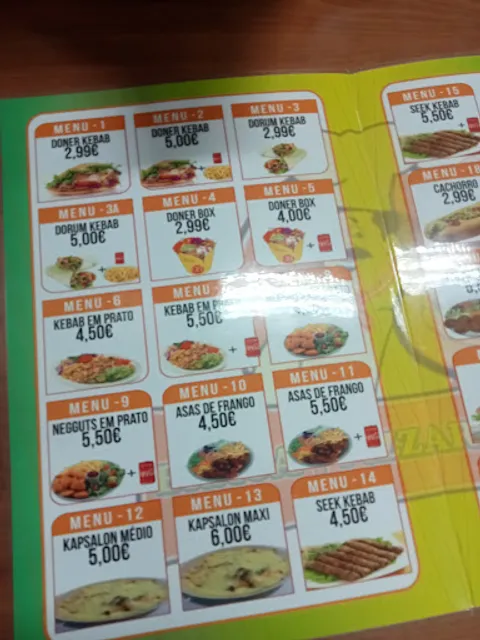 MENU - 1
DONER KEBAB
2,99€
MENU - 2
DONER KEBAB
5,00€
MENU - 3
DORUM KEBAB
2,99€
MENU - 3A
DORUM KEBAB
5,00€
MENU - 4
DONER BOX
2,99€
MENU - 5
DONER BOX
4,00€
MENU - 6
KEBAB EM PRATO
4,50€
MENU
KEBAB EM PRATO
5,50€
MENU - 9
NEGGUTS EM PRATO
5,50€
MENU - 10
ASAS DE FRANGO
4,50€
MENU - 11
ASAS DE FRANGO
5,50€
MENU - 12
KAPSALON MÉDIO
5,00€
MENU - 13
KAPSALON MAXI
6,00€
MENU - 14
SEEK KEBAB
4,50€
MENU - 15
SEEK KEBAB
5,50€
CACHORRO
2,99€